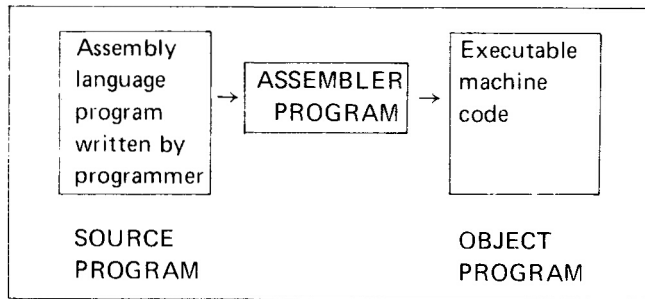 Assembly
language
program
written by
programmer
→
ASSEMBLER
PROGRAM
→
Executable
machine
code
SOURCE
PROGRAM
OBJECT
PROGRAM